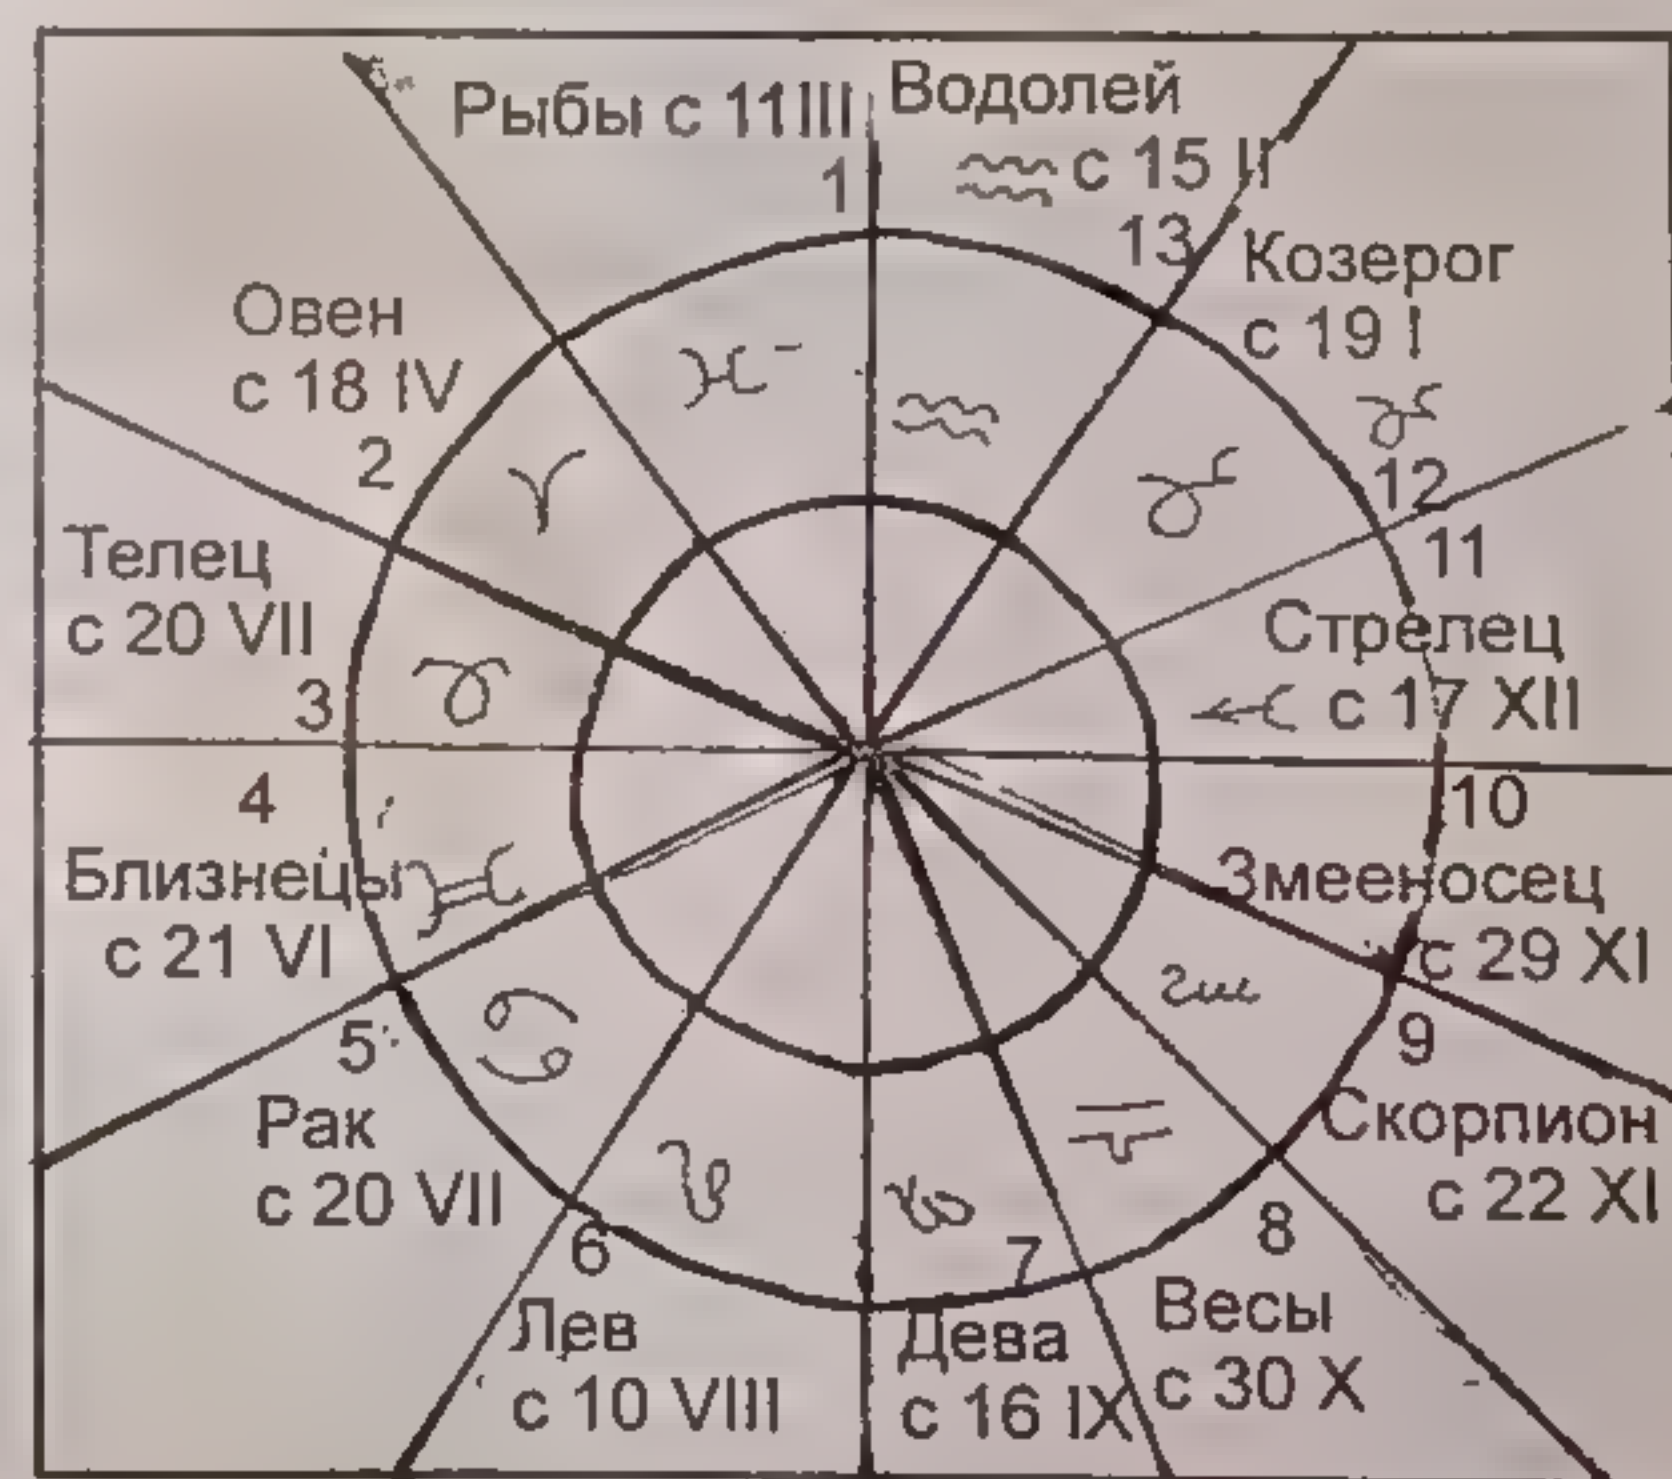 Рыбы с 11III
1
Водолей
с 15 II
13
Козерог
с 19 I
12
11
Стрелец
с 17 XII
10
Змееносец
с 29 XI
9
Скорпион
с 22 XI
8
Весы
с 30 X
7
Дева
с 16 IX
6
Лев
с 10 VIII
5
Рак
с 20 VII
4
Близнецы
с 21 VI
3
Телец
с 20 VII
2
Овен
с 18 IV